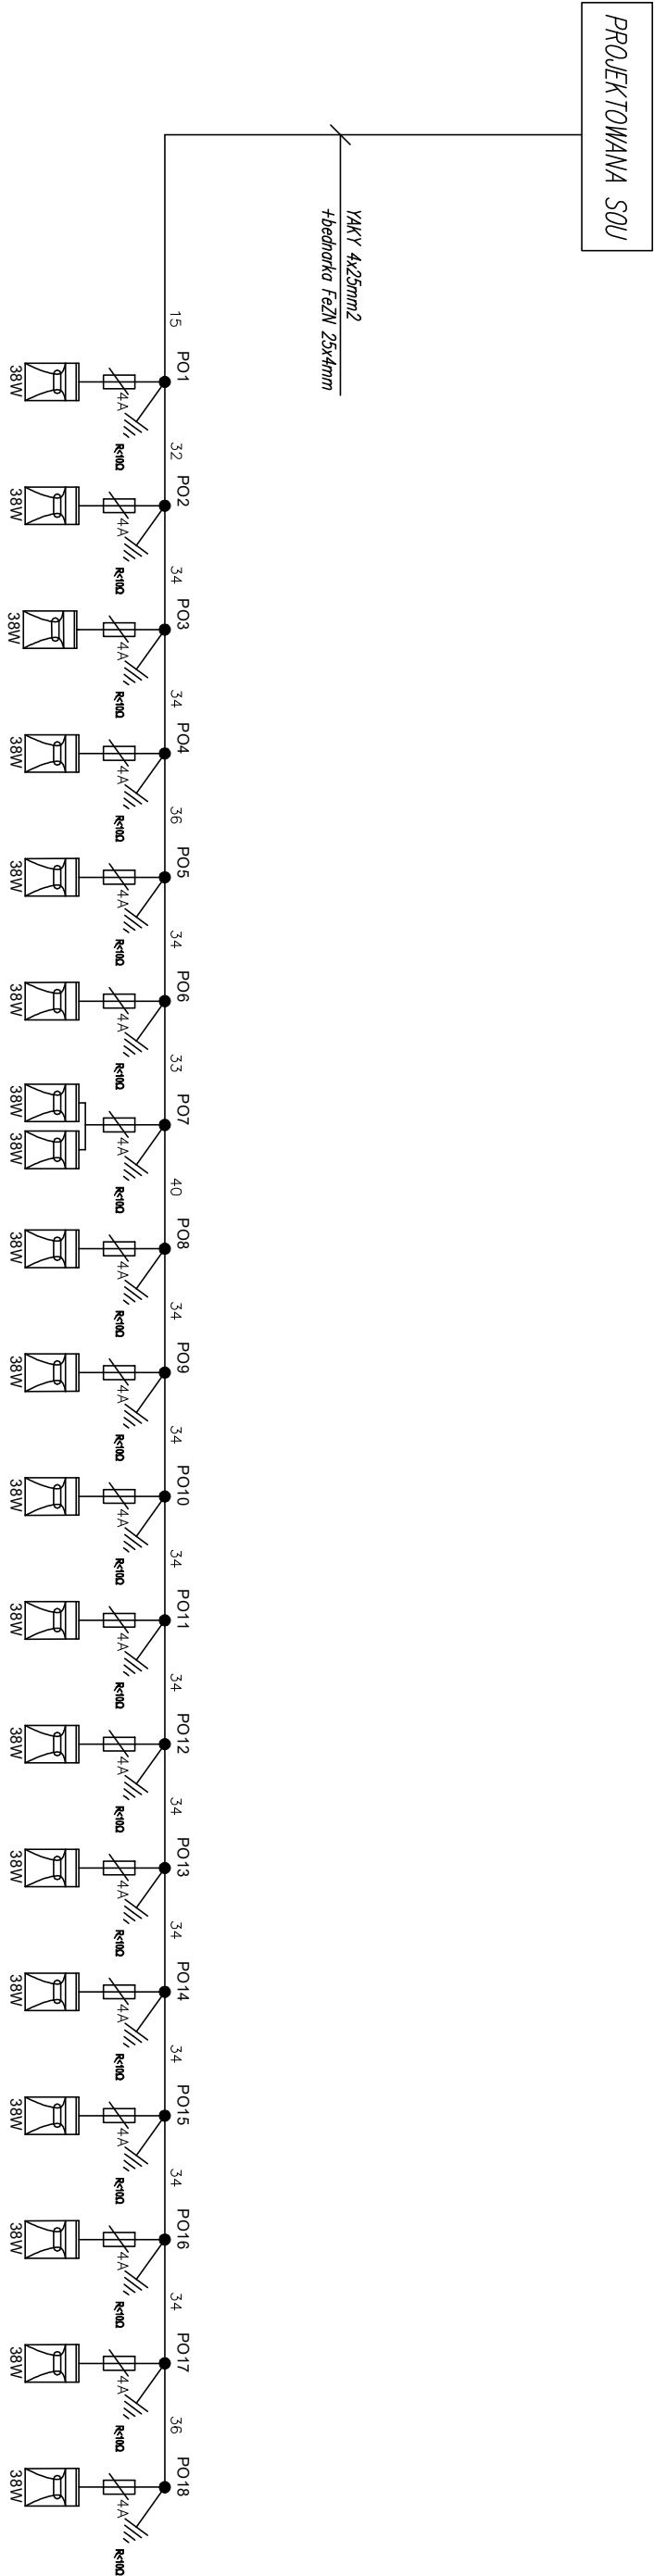 PROJEKTOWANA SOU
YAKY 4x25mm2
+bednarka FeZN 25x4mm
15
PO1
4A
R<10Ω
38W
32
PO2
4A
R<10Ω
38W
34
PO3
4A
R<10Ω
38W
34
PO4
4A
R<10Ω
38W
36
PO5
4A
R<10Ω
38W
34
PO6
4A
R<10Ω
38W
33
PO7
4A
R<10Ω
38W
38W
40
PO8
4A
R<10Ω
38W
34
PO9
4A
R<10Ω
38W
34
PO10
4A
R<10Ω
38W
34
PO11
4A
R<10Ω
38W
34
PO12
4A
R<10Ω
38W
34
PO13
4A
R<10Ω
38W
34
PO14
4A
R<10Ω
38W
34
PO15
4A
R<10Ω
38W
34
PO16
4A
R<10Ω
38W
34
PO17
4A
R<10Ω
38W
36
PO18
4A
R<10Ω
38W